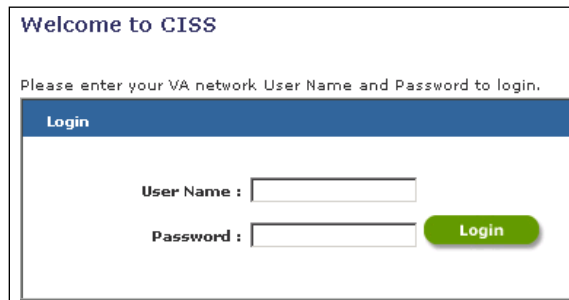 Welcome to CISS
Please enter your VA network User Name and Password to login.
Login
User Name :
Password :
Login